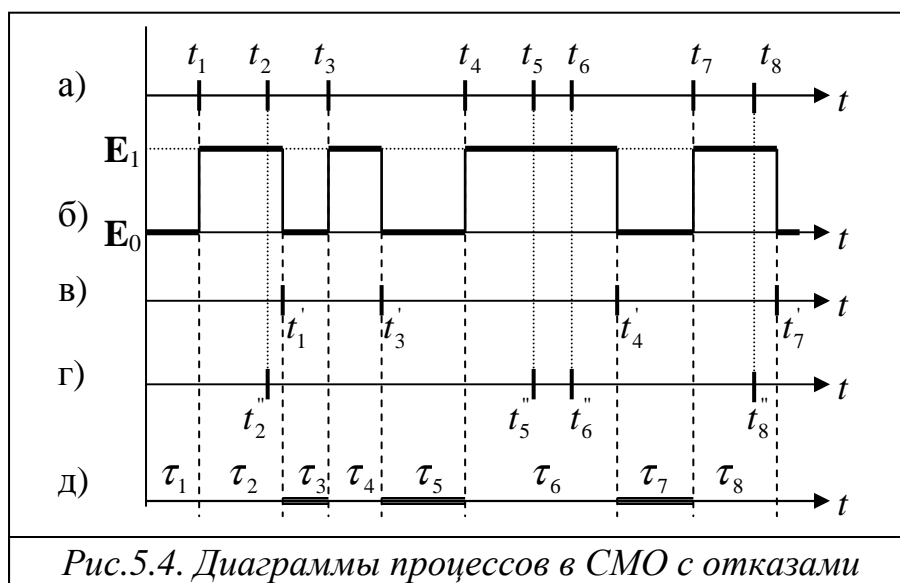 t₁ t₂ t₃ t₄ t₅ t₆ t₇ t₈
а) t
E₁
б) E₀ t
в) t
t₁' t₃' t₄' t₇'
г) t
t₂" t₅" t₆" t₈"
τ₁ τ₂ τ₃ τ₄ τ₅ τ₆ τ₇ τ₈
д) t
Рис.5.4. Диаграммы процессов в СМО с отказами